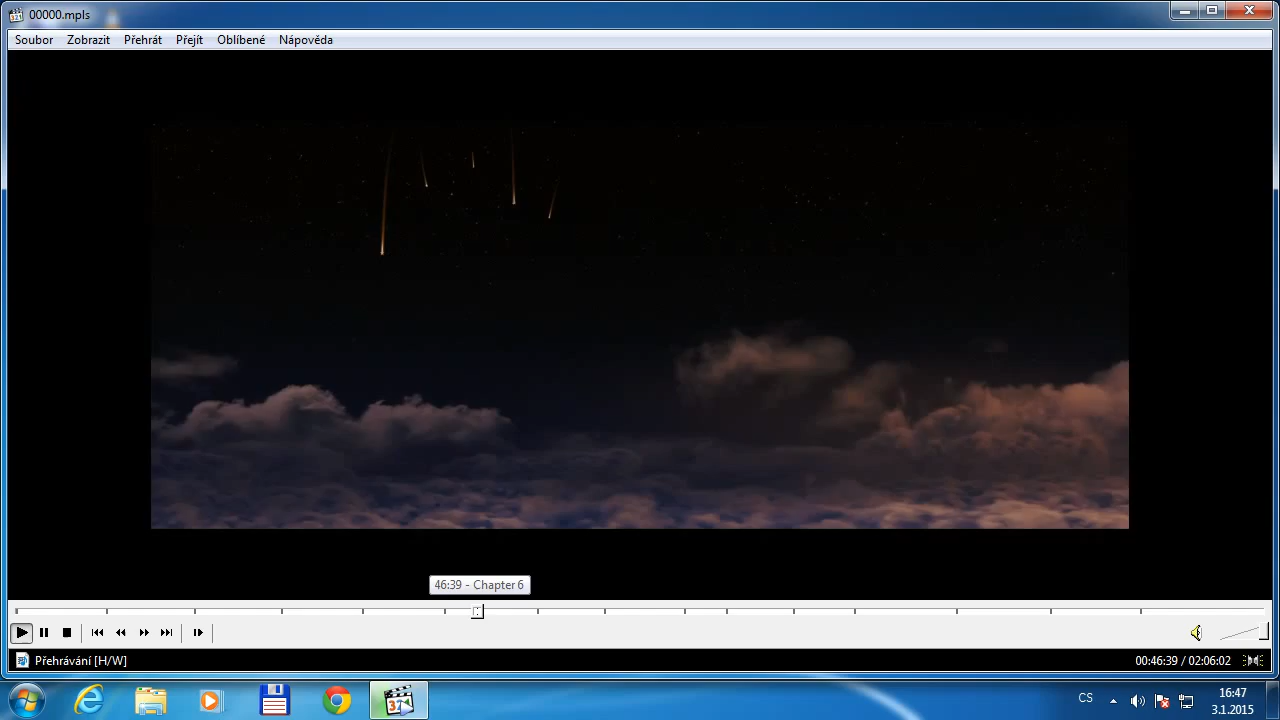 00000.mpls
Soubor Zobrazit Přehrát Přejít Oblíbené Nápověda
46:39 - Chapter 6
Přehrávání [H/W]
00:46:39 / 02:06:02
CS
16:47
3.1.2015